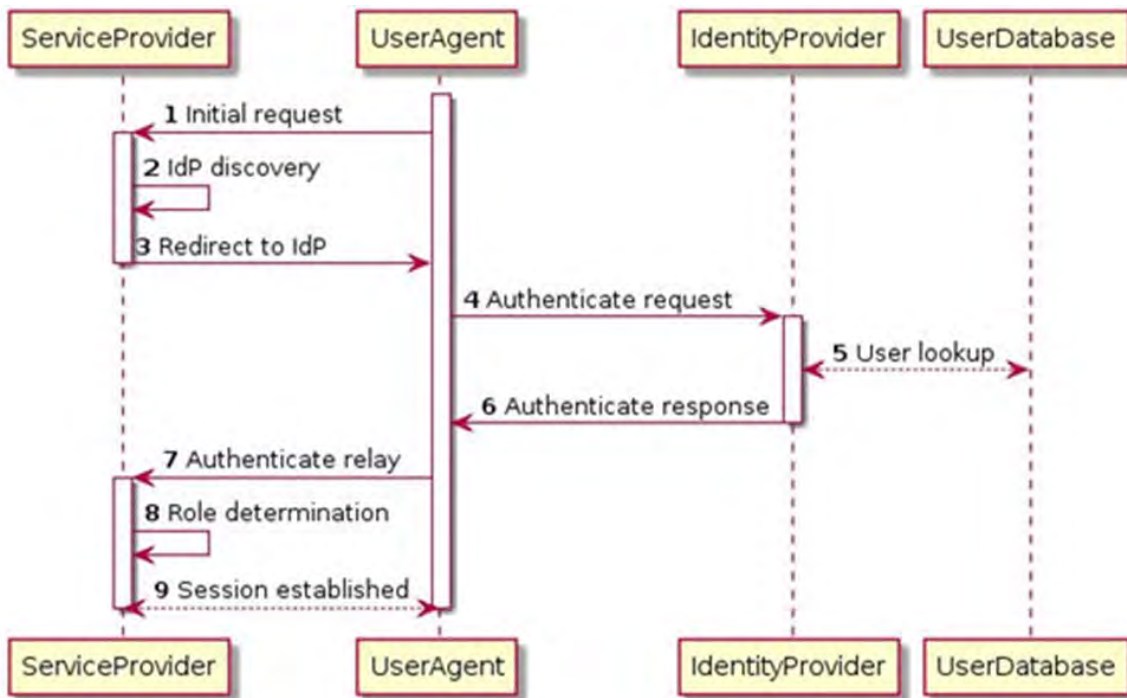 ServiceProvider UserAgent IdentityProvider UserDatabase
1 Initial request
2 IdP discovery
3 Redirect to IdP
4 Authenticate request
5 User lookup
6 Authenticate response
7 Authenticate relay
8 Role determination
9 Session established
ServiceProvider UserAgent IdentityProvider UserDatabase